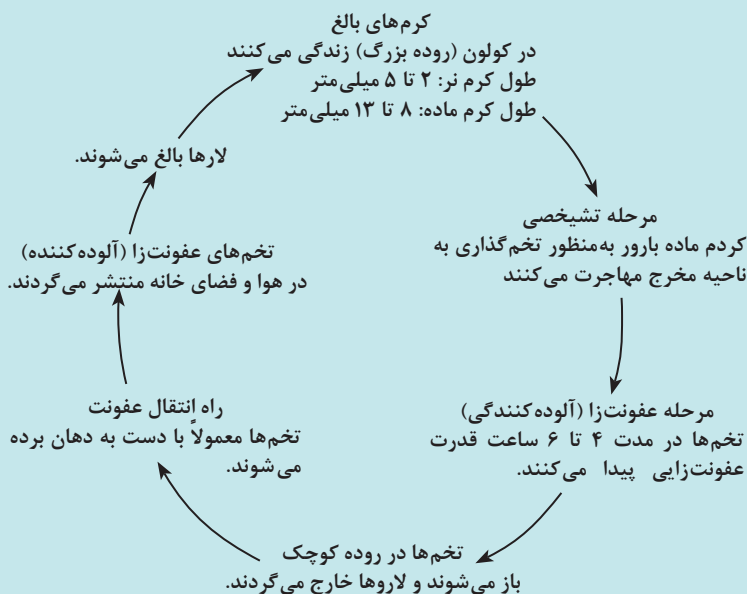 کرم‌های بالغ
در کولون (روده بزرگ) زندگی می‌کنند
طول کرم نر: ۲ تا ۵ میلی‌متر
طول کرم ماده: ۸ تا ۱۳ میلی‌متر
مرحله تشیخصی
کردم ماده بارور به‌منظور تخم‌گذاری به
ناحیه مخرج مهاجرت می‌کنند
مرحله عفونت‌زا (آلوده‌کنندگی)
تخم‌ها در مدت ۴ تا ۶ ساعت قدرت
عفونت‌زایی پیدا می‌کنند.
تخم‌ها در روده کوچک
باز می‌شوند و لاروها خارج می‌گردند.
راه انتقال عفونت
تخم‌ها معمولاً با دست به دهان برده
می‌شوند.
تخم‌های عفونت‌زا (آلوده‌کننده)
در هوا و فضای خانه منتشر می‌گردند.
لارها بالغ می‌شوند.